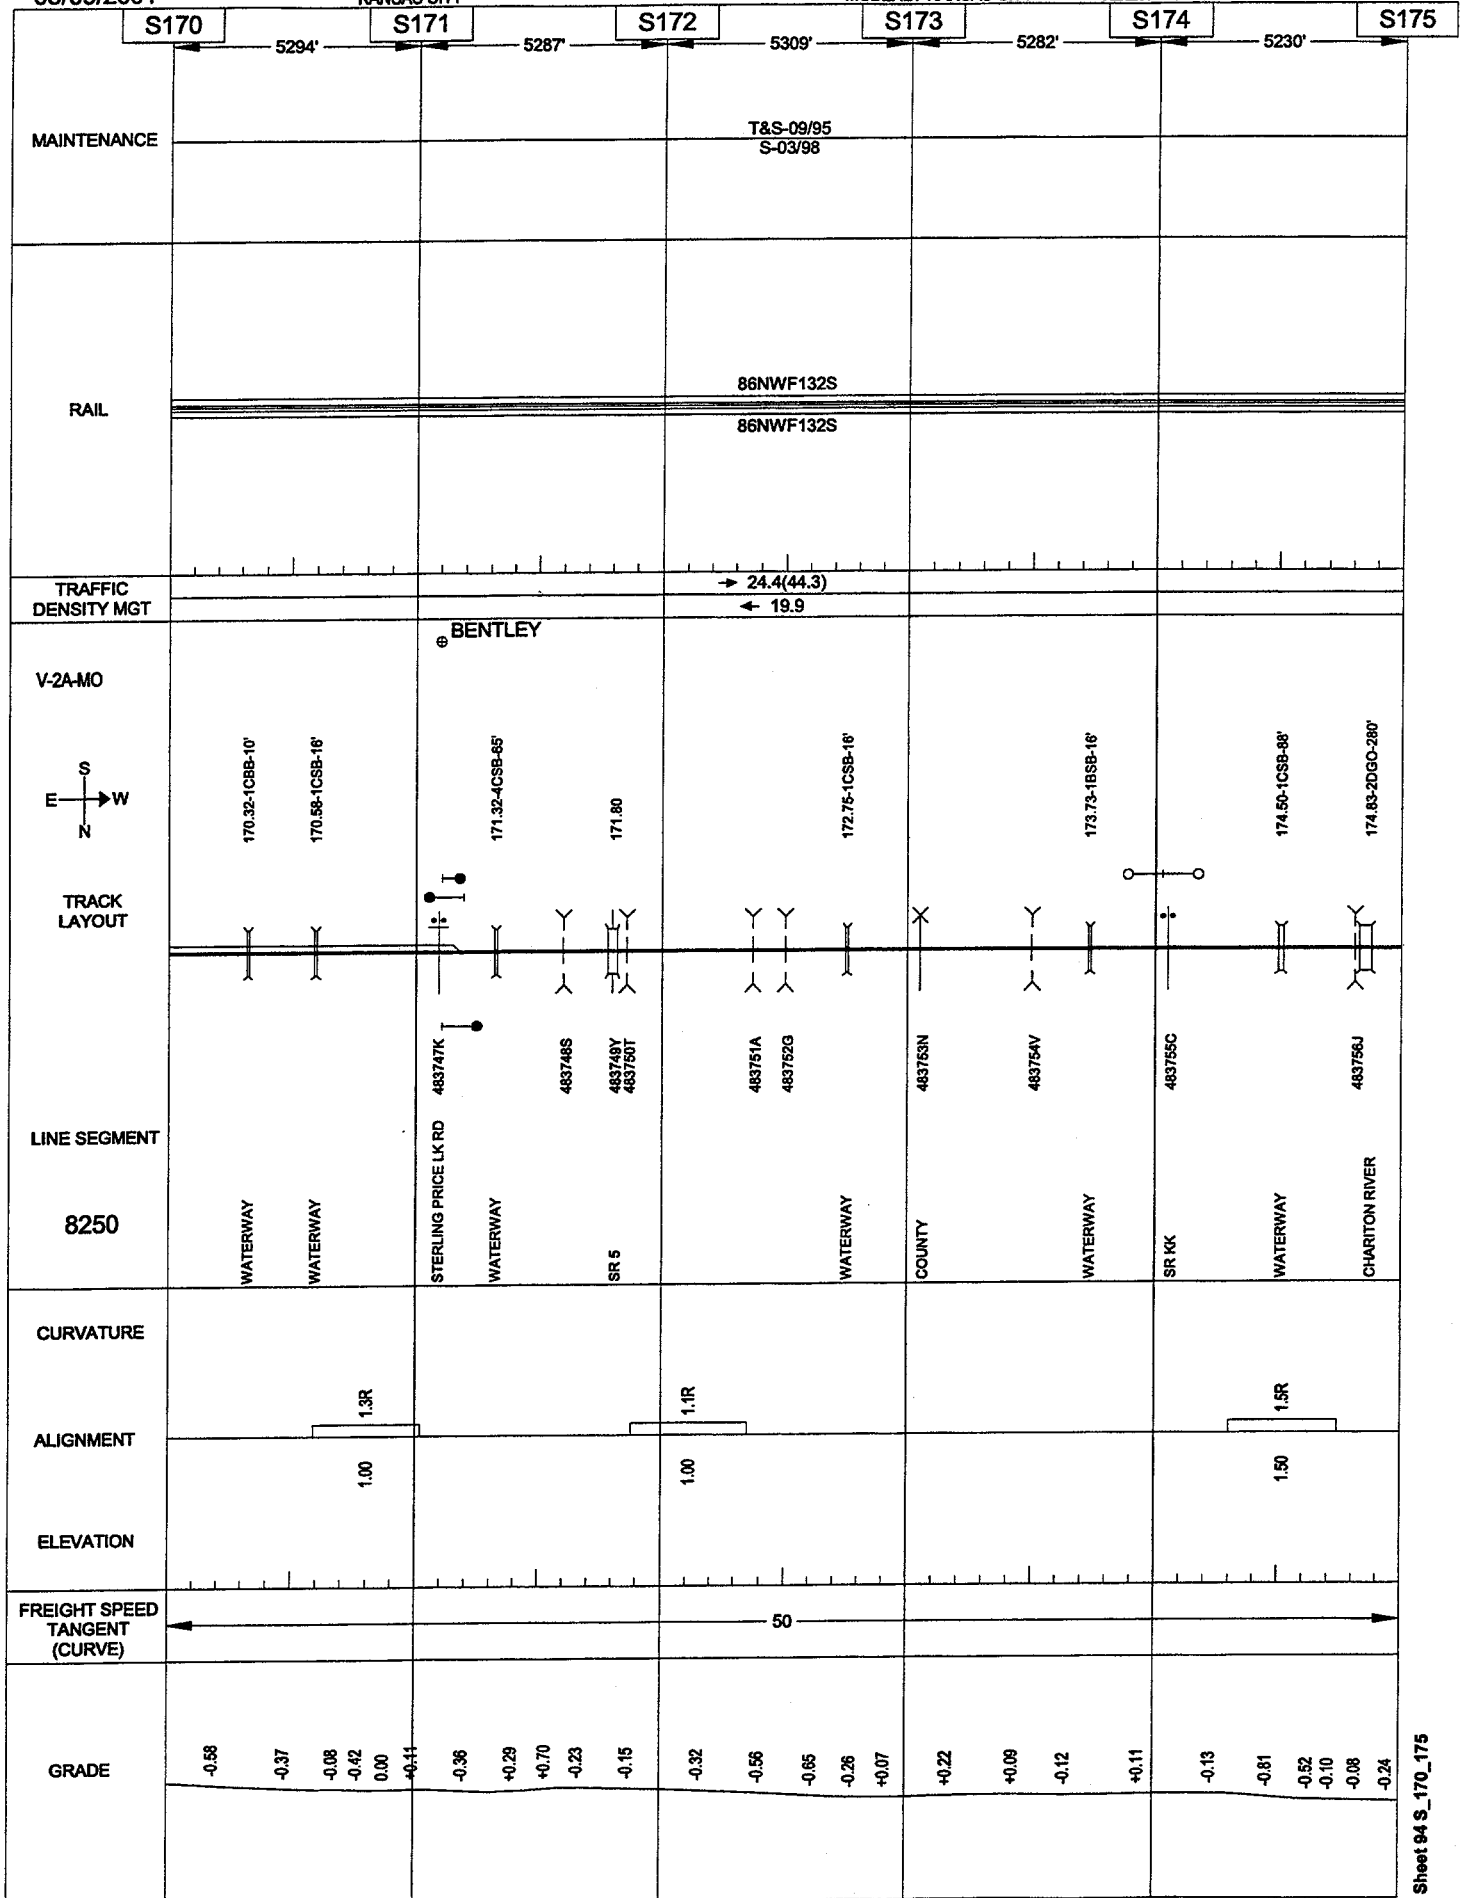 S170 S171 S172 S173 S174 S175
5294' 5287' 5309' 5282' 5230'
MAINTENANCE
T&S-09/95
S-03/98
RAIL
86NWF132S
86NWF132S
TRAFFIC
DENSITY MGT
→ 24.4(44.3)
← 19.9
BENTLEY
V-2A-MO
S
E W
N
170.32-1CBB-10'
170.58-1CSB-16'
171.32-4CSB-65'
171.80
172.75-1CSB-16'
173.73-1BSB-16'
174.50-1CSB-88'
174.83-2DGO-280'
TRACK
LAYOUT
483747K
483748S
483749Y
483750T
483751A
483752G
483753N
483754V
483755C
483756J
LINE SEGMENT
8250
WATERWAY
WATERWAY
STERLING PRICE LK RD
WATERWAY
SR 5
WATERWAY
COUNTY
WATERWAY
SR KK
WATERWAY
CHARITON RIVER
CURVATURE
1.3R
1.1R
1.5R
ALIGNMENT
1.00
1.00
1.50
ELEVATION
FREIGHT SPEED
TANGENT
(CURVE)
50
GRADE
-0.58
-0.37
-0.08
-0.42
0.00
+0.11
-0.36
+0.29
+0.70
-0.23
-0.15
-0.32
-0.56
-0.65
-0.26
+0.07
+0.22
+0.09
-0.12
+0.11
-0.13
-0.81
-0.52
-0.10
-0.08
-0.24
Sheet 94 S_170_175